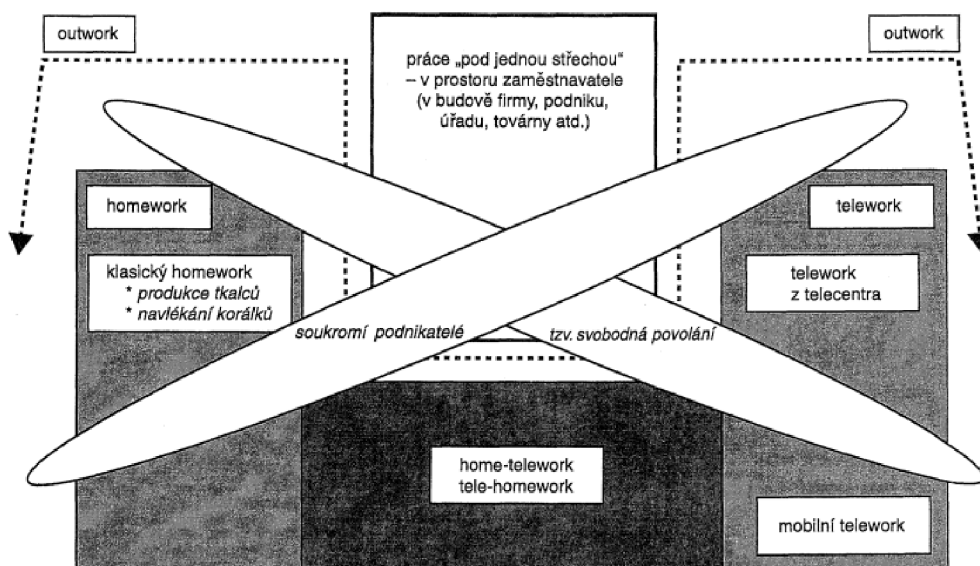 outwork
outwork
práce „pod jednou střechou“
– v prostoru zaměstnavatele
(v budově firmy, podniku,
úřadu, továrny atd.)
homework
telework
klasický homework
* produkce tkalců
* navlékání korálků
telework
z telecentra
soukromí podnikatelé
tzv. svobodná povolání
home-telework
tele-homework
mobilní telework